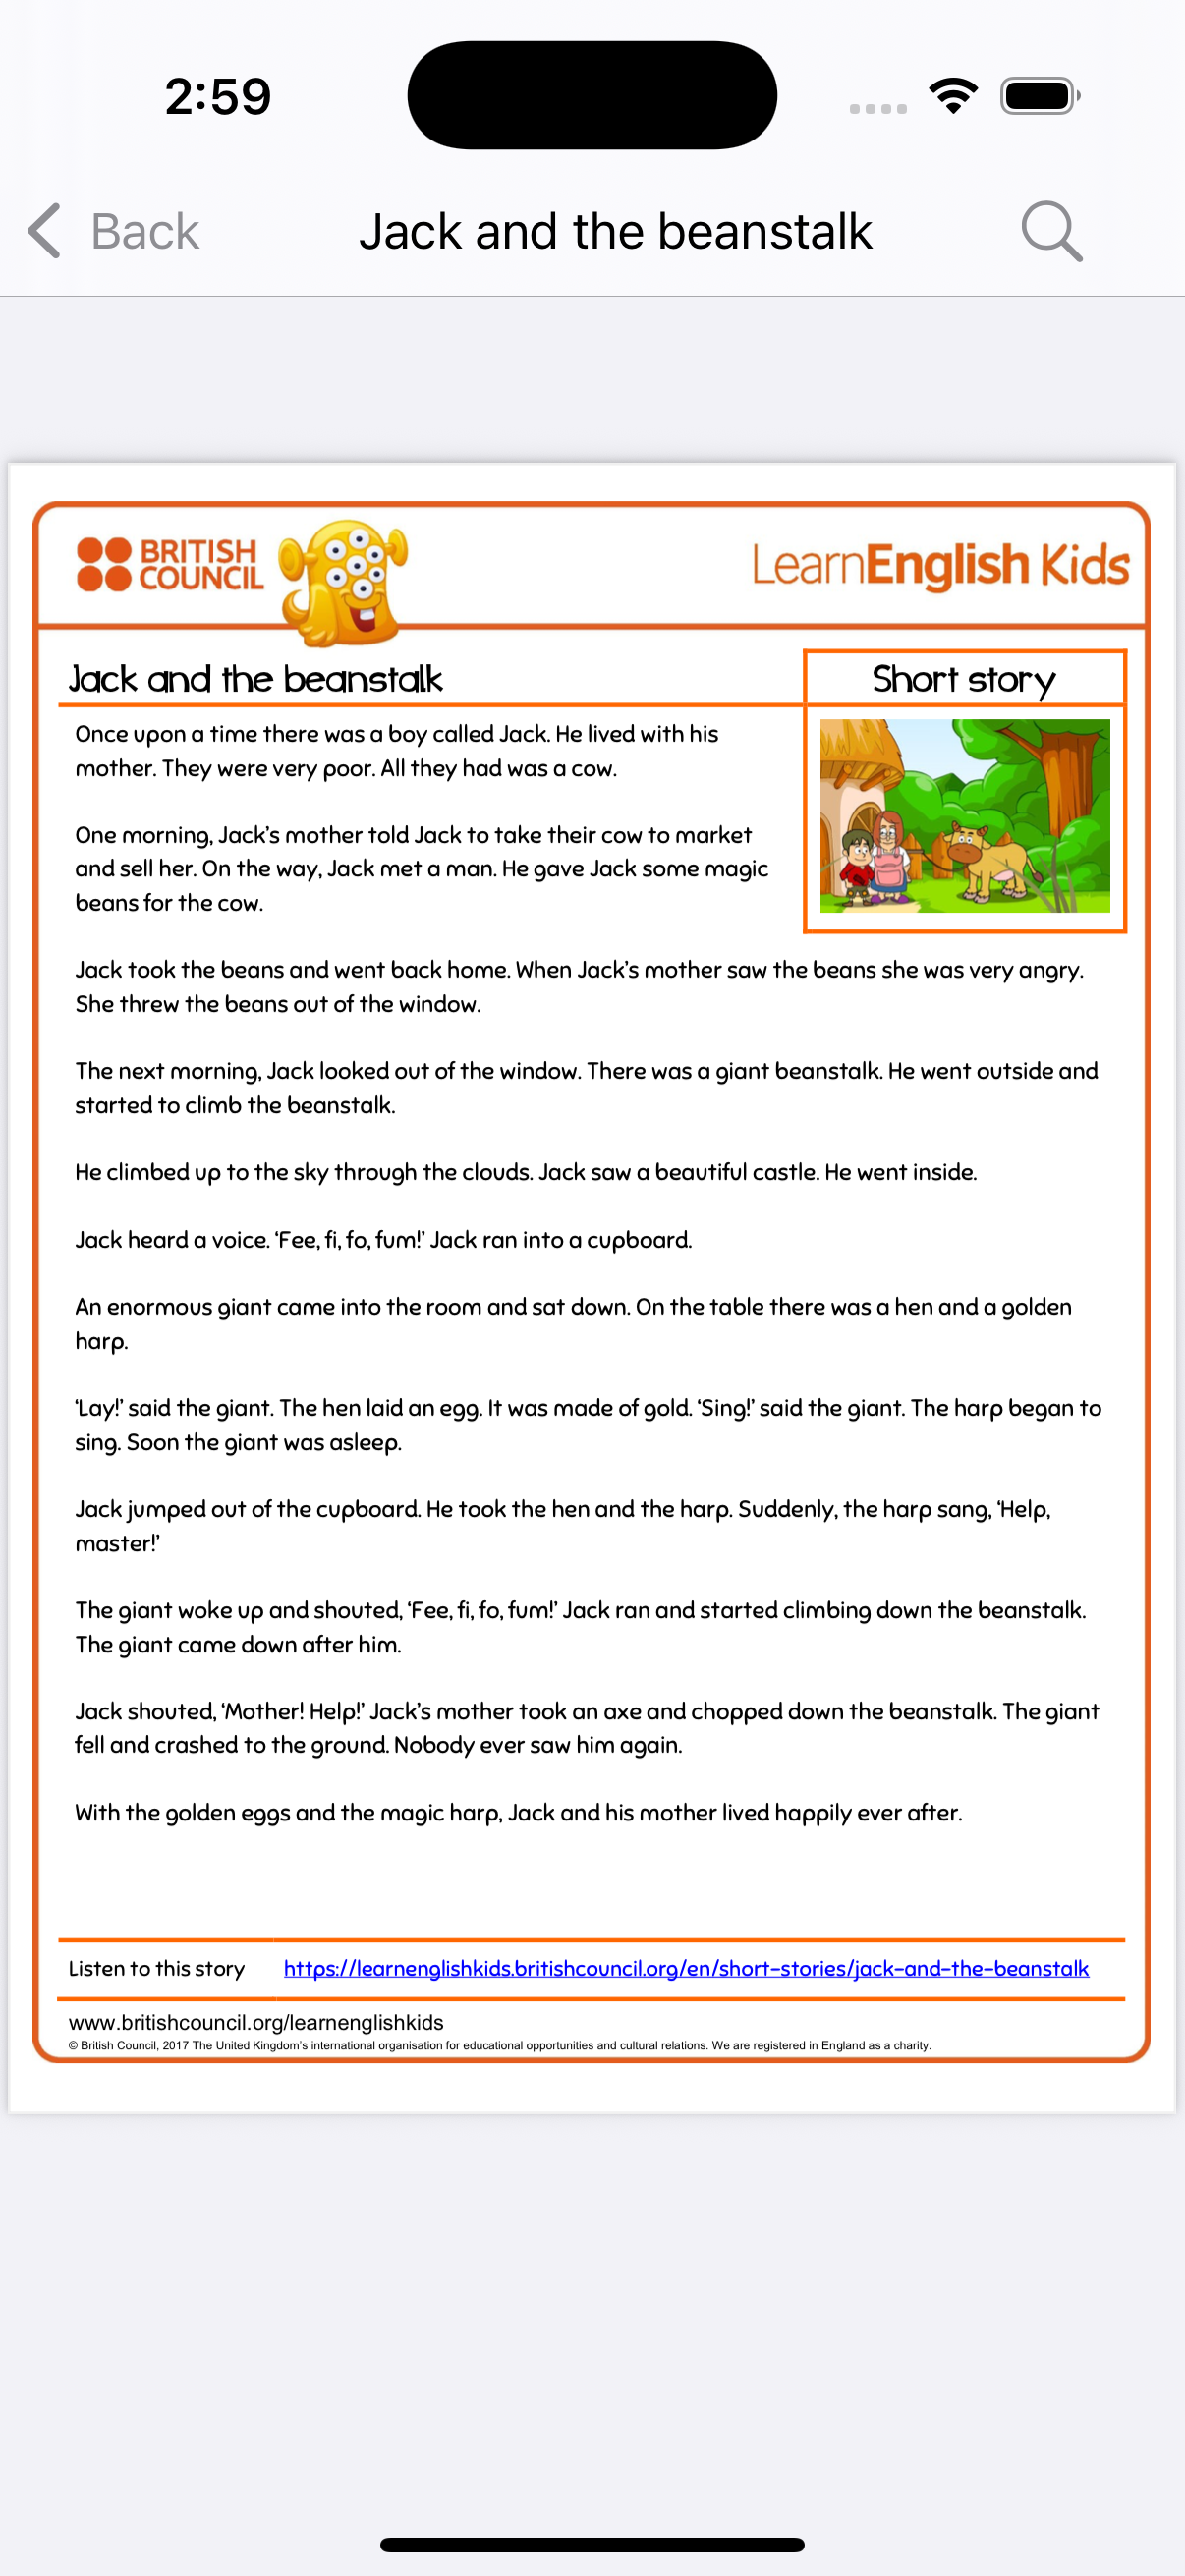 2:59
Back
Jack and the beanstalk
BRITISH
COUNCIL
LearnEnglish Kids
Jack and the beanstalk
Short story
Once upon a time there was a boy called Jack. He lived with his
mother. They were very poor. All they had was a cow.
One morning, Jack’s mother told Jack to take their cow to market
and sell her. On the way, Jack met a man. He gave Jack some magic
beans for the cow.
Jack took the beans and went back home. When Jack’s mother saw the beans she was very angry.
She threw the beans out of the window.
The next morning, Jack looked out of the window. There was a giant beanstalk. He went outside and
started to climb the beanstalk.
He climbed up to the sky through the clouds. Jack saw a beautiful castle. He went inside.
Jack heard a voice. ‘Fee, fi, fo, fum!’ Jack ran into a cupboard.
An enormous giant came into the room and sat down. On the table there was a hen and a golden
harp.
‘Lay!’ said the giant. The hen laid an egg. It was made of gold. ‘Sing!’ said the giant. The harp began to
sing. Soon the giant was asleep.
Jack jumped out of the cupboard. He took the hen and the harp. Suddenly, the harp sang, ‘Help,
master!’
The giant woke up and shouted, ‘Fee, fi, fo, fum!’ Jack ran and started climbing down the beanstalk.
The giant came down after him.
Jack shouted, ‘Mother! Help!’ Jack’s mother took an axe and chopped down the beanstalk. The giant
fell and crashed to the ground. Nobody ever saw him again.
With the golden eggs and the magic harp, Jack and his mother lived happily ever after.
Listen to this story
https://learnenglishkids.britishcouncil.org/en/short-stories/jack-and-the-beanstalk
www.britishcouncil.org/learnenglishkids
© British Council, 2017 The United Kingdom’s international organisation for educational opportunities and cultural relations. We are registered in England as a charity.